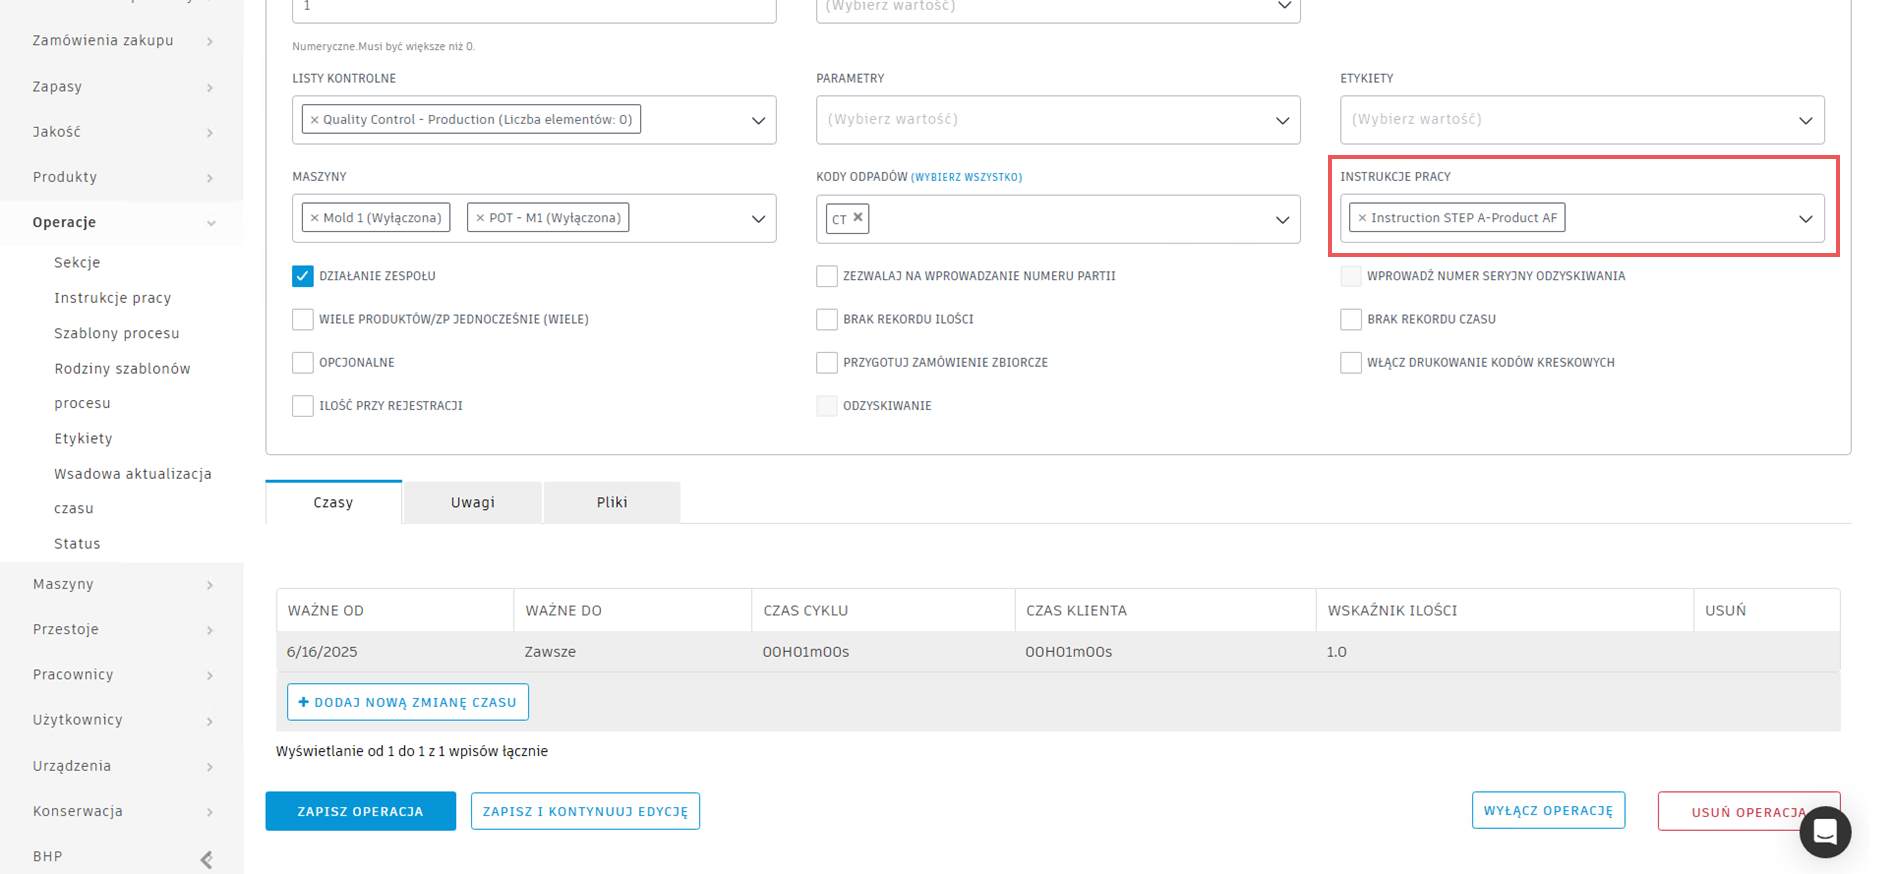 1
(Wybierz wartość)
Zamówienia zakupu
Zapasy
Jakość
Produkty
Operacje
Sekcje
Instrukcje pracy
Szablony procesu
Rodziny szablonów
procesu
Etykiety
Wsadowa aktualizacja
czasu
Status
Maszyny
Przestoje
Pracownicy
Użytkownicy
Urządzenia
Konserwacja
BHP
Numeryczne.Musi być większe niż 0.
LISTY KONTROLNE
× Quality Control - Production (Liczba elementów: 0)
PARAMETRY
(Wybierz wartość)
ETYKIETY
(Wybierz wartość)
MASZYNY
× Mold 1 (Wyłączona) × POT - M1 (Wyłączona)
KODY ODPADÓW (WYBIERZ WSZYSTKO)
CT ×
INSTRUKCJE PRACY
× Instruction STEP A-Product AF
DZIAŁANIE ZESPOŁU
ZEZWALAJ NA WPROWADZANIE NUMERU PARTII
WPROWADŹ NUMER SERYJNY ODZYSKIWANIA
WIELE PRODUKTÓW/ZP JEDNOCZEŚNIE (WIELE)
BRAK REKORDU ILOŚCI
BRAK REKORDU CZASU
OPCJONALNE
PRZYGOTUJ ZAMÓWIENIE ZBIORCZE
WŁĄCZ DRUKOWANIE KODÓW KRESKOWYCH
ILOŚĆ PRZY REJESTRACJI
ODZYSKIWANIE
Czasy Uwagi Pliki
WAŻNE OD WAŻNE DO CZAS CYKLU CZAS KLIENTA WSKAŹNIK ILOŚCI USUŃ
6/16/2025 Zawsze 00H01m00s 00H01m00s 1.0
+ DODAJ NOWĄ ZMIANĘ CZASU
Wyświetlanie od 1 do 1 z 1 wpisów łącznie
ZAPISZ OPERACJA ZAPISZ I KONTYNUUJ EDYCJĘ WYŁĄCZ OPERACJĘ USUŃ OPERACJA